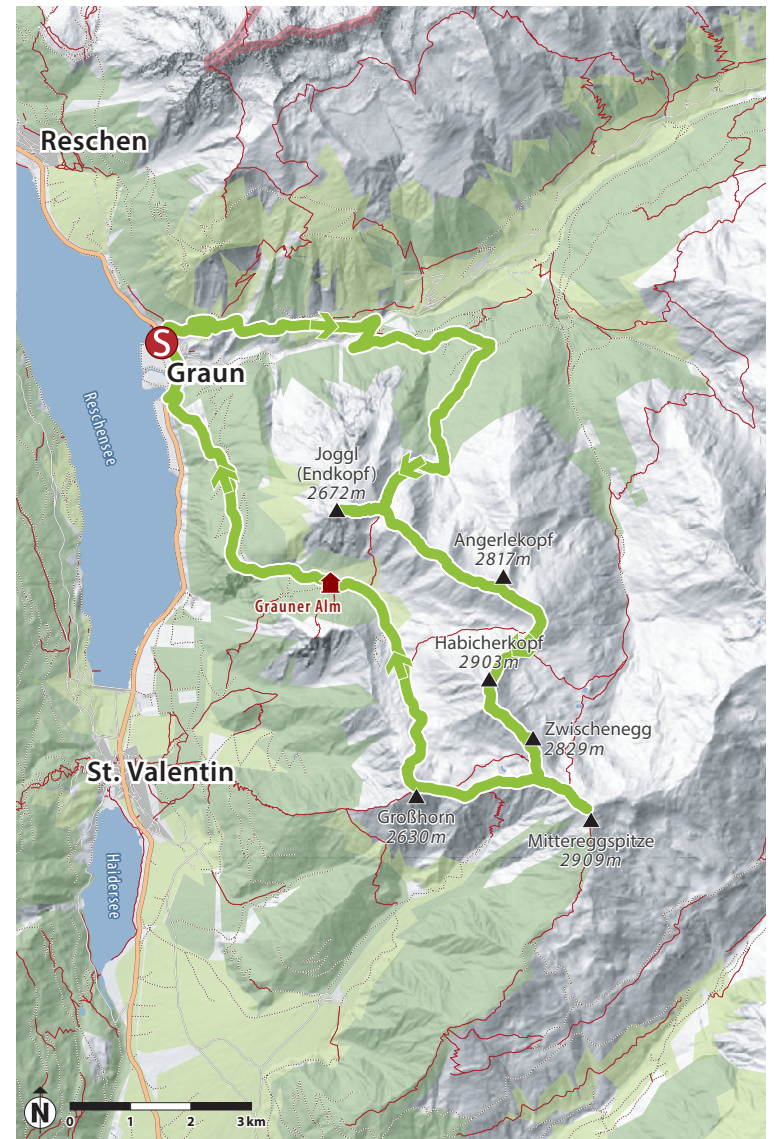 Reschen
S
Graun
Reschensee
Joggl
(Endkopf)
2672m
Angerlekopf
2817m
Grauner Alm
Habicherkopf
2903m
Zwischenegg
2829m
St. Valentin
Großhorn
2630m
Mittereggspitze
2909m
Haidersee
N
0 1 2 3 km